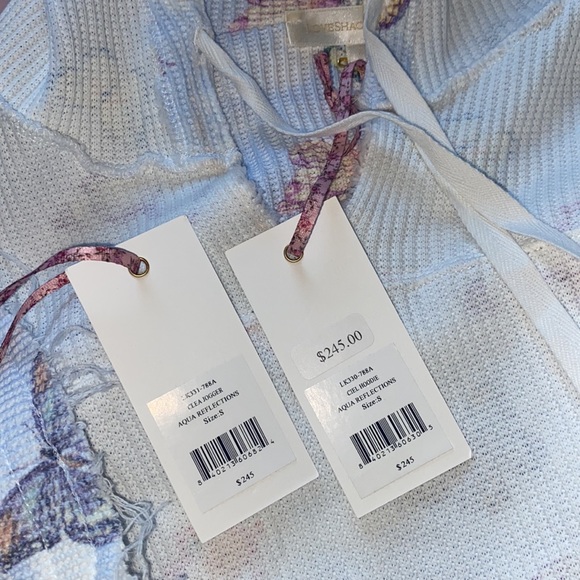 LK331-788A
CLEA JOGGER
AQUA REFLECTIONS
Size:S
$245
$245.00
LK330-788A
CIEL HOODIE
AQUA REFLECTIONS
Size:S
$245